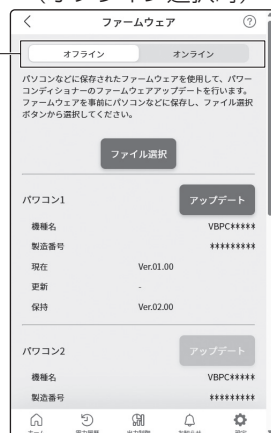 ファームウェア
オフライン オンライン
パソコンなどに保存されたファームウェアを使用して、パワー
コンディショナーのファームウェアアップデートを行います。
ファームウェアを事前にパソコンなどに保存し、ファイル選択
ボタンから選択してください。
ファイル選択
パワコン1 アップデート
機種名 VBPC*****
製造番号 *********
現在 Ver.01.00
更新 -
保持 Ver.02.00
パワコン2 アップデート
機種名 VBPC*****
製造番号 *********